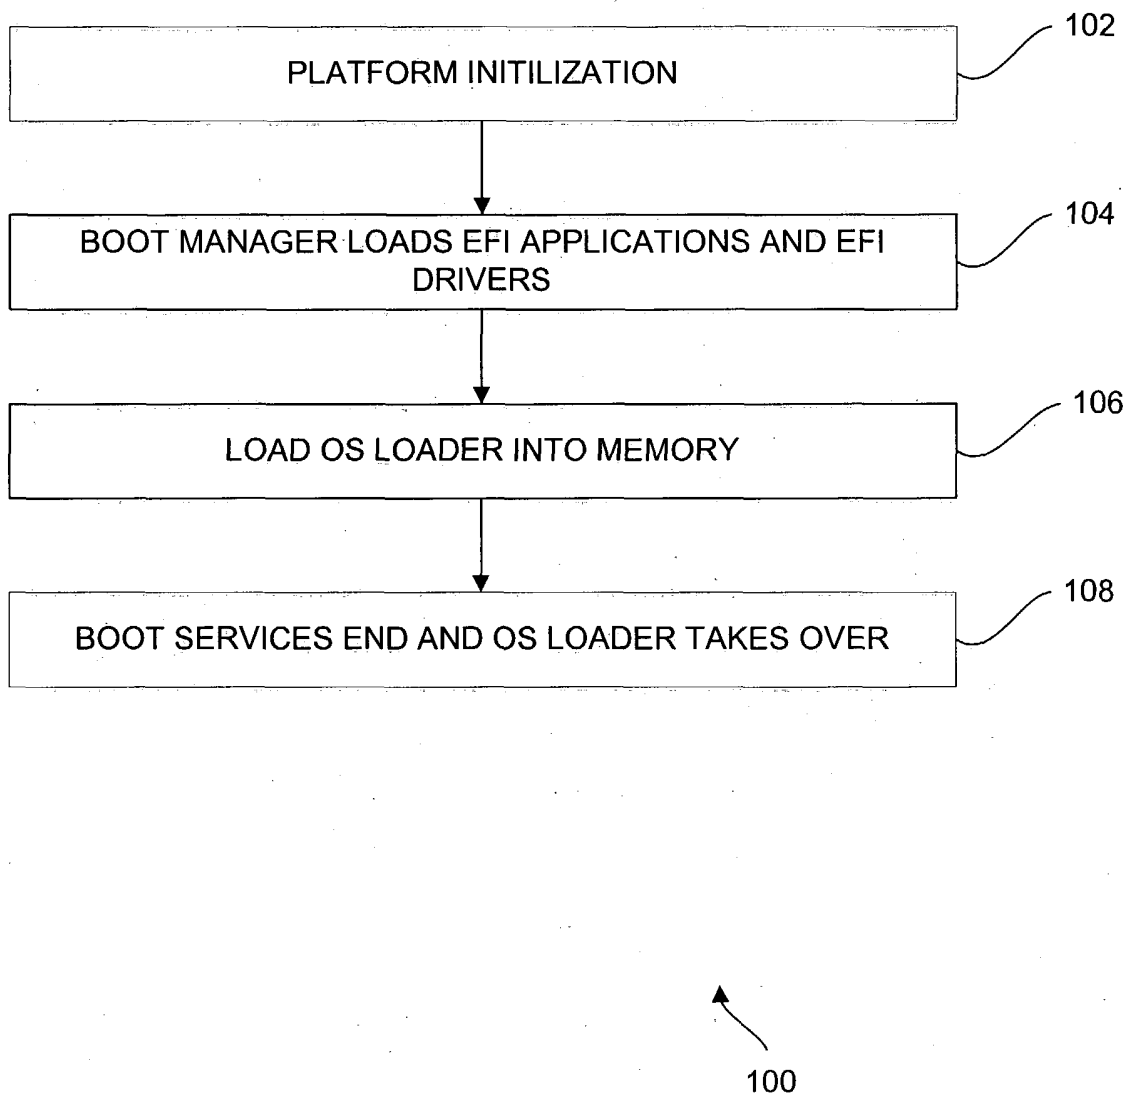 102
PLATFORM INITILIZATION
104
BOOT MANAGER LOADS EFI APPLICATIONS AND EFI
DRIVERS
106
LOAD OS LOADER INTO MEMORY
108
BOOT SERVICES END AND OS LOADER TAKES OVER
100